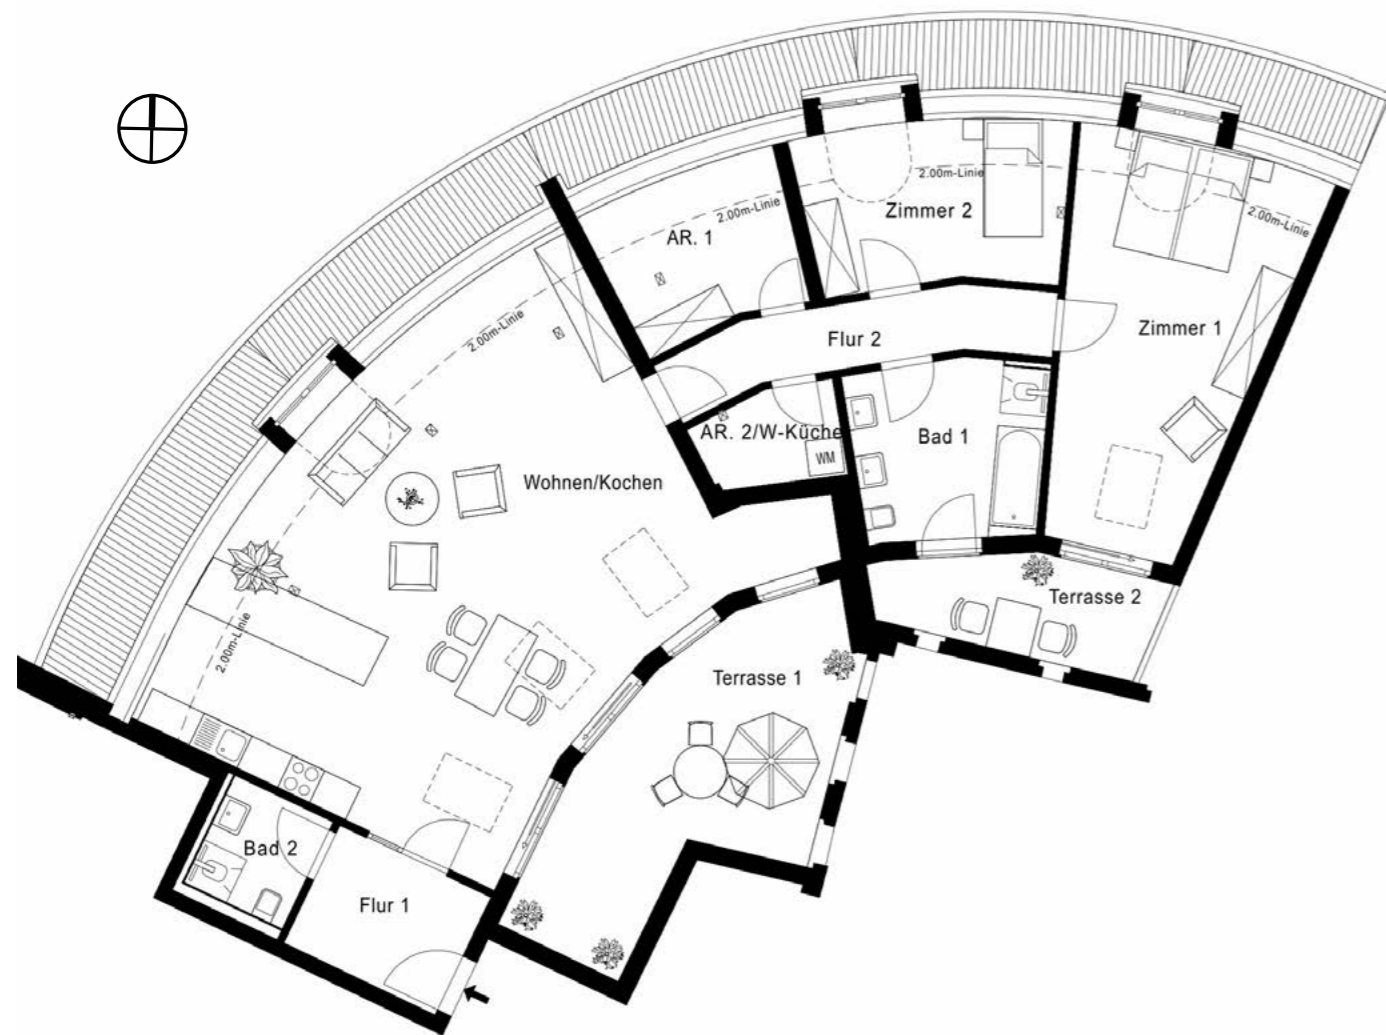 2.00m-Linie
Zimmer 2
2.00m-Linie
AR. 1
2.00m-Linie
Zimmer 1
2.00m-Linie
Flur 2
AR. 2/W-Küche
Bad 1
WM
Wohnen/Kochen
Terrasse 2
2.00m-Linie
Terrasse 1
Bad 2
Flur 1